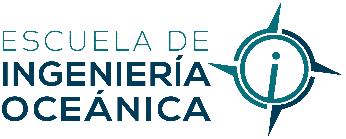 ESCUELA DE
INGENIERÍA
OCEÁNICA
i